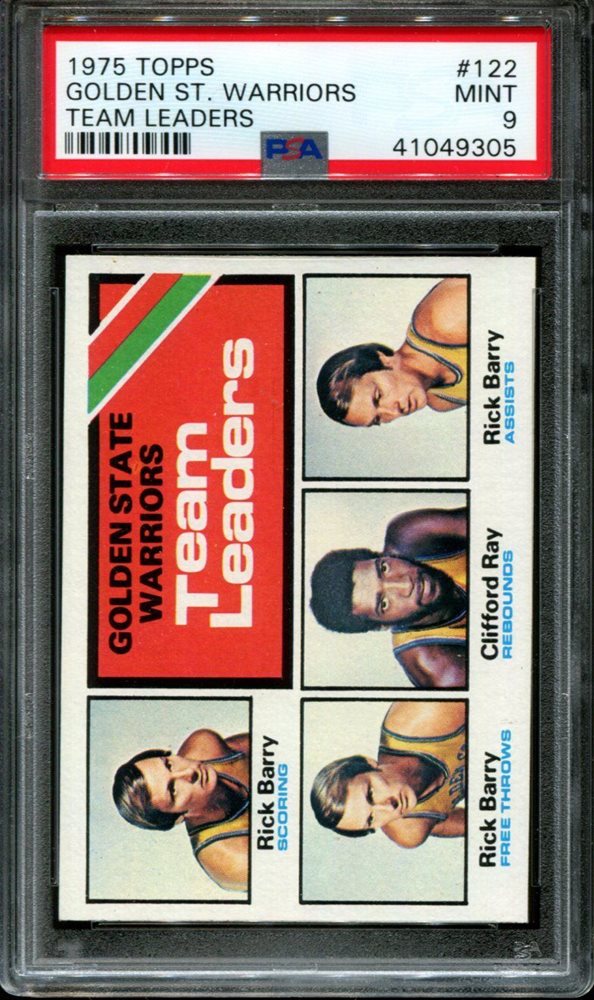 1975 TOPPS #122
GOLDEN ST. WARRIORS MINT
TEAM LEADERS 9
PSA 41049305
GOLDEN STATE
WARRIORS
Team
Leaders
Rick Barry
SCORING
Rick Barry
ASSISTS
Clifford Ray
REBOUNDS
Rick Barry
FREE THROWS